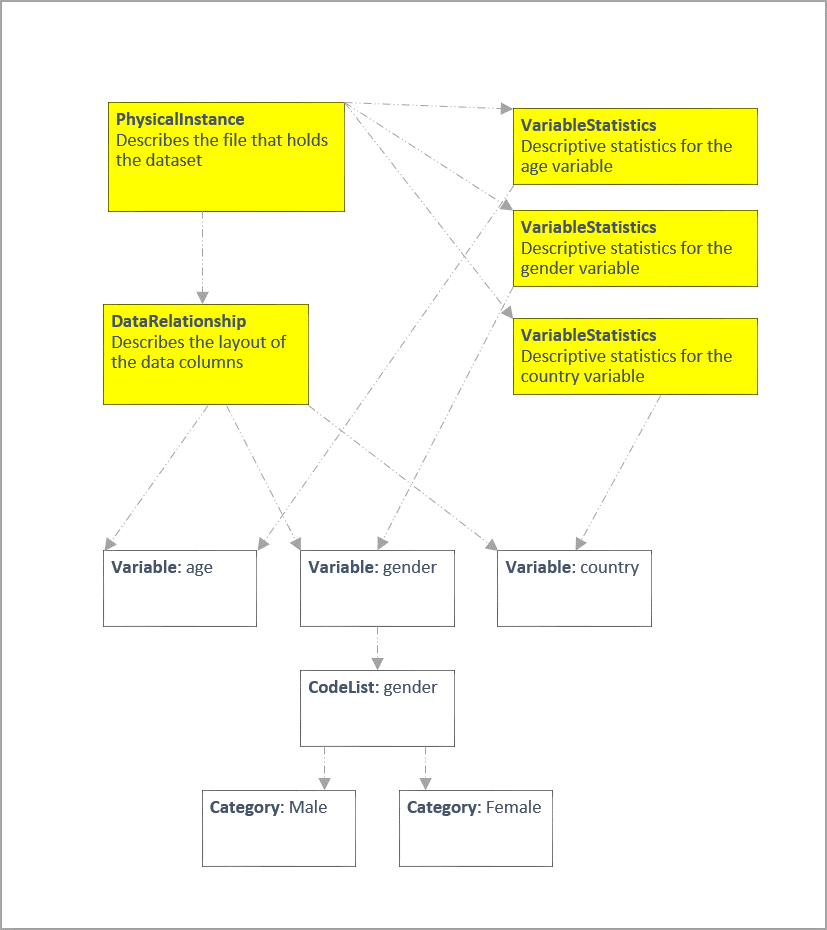 PhysicalInstance
Describes the file that holds
the dataset
VariableStatistics
Descriptive statistics for the
age variable
VariableStatistics
Descriptive statistics for the
gender variable
DataRelationship
Describes the layout of
the data columns
VariableStatistics
Descriptive statistics for the
country variable
Variable: age
Variable: gender
Variable: country
CodeList: gender
Category: Male
Category: Female